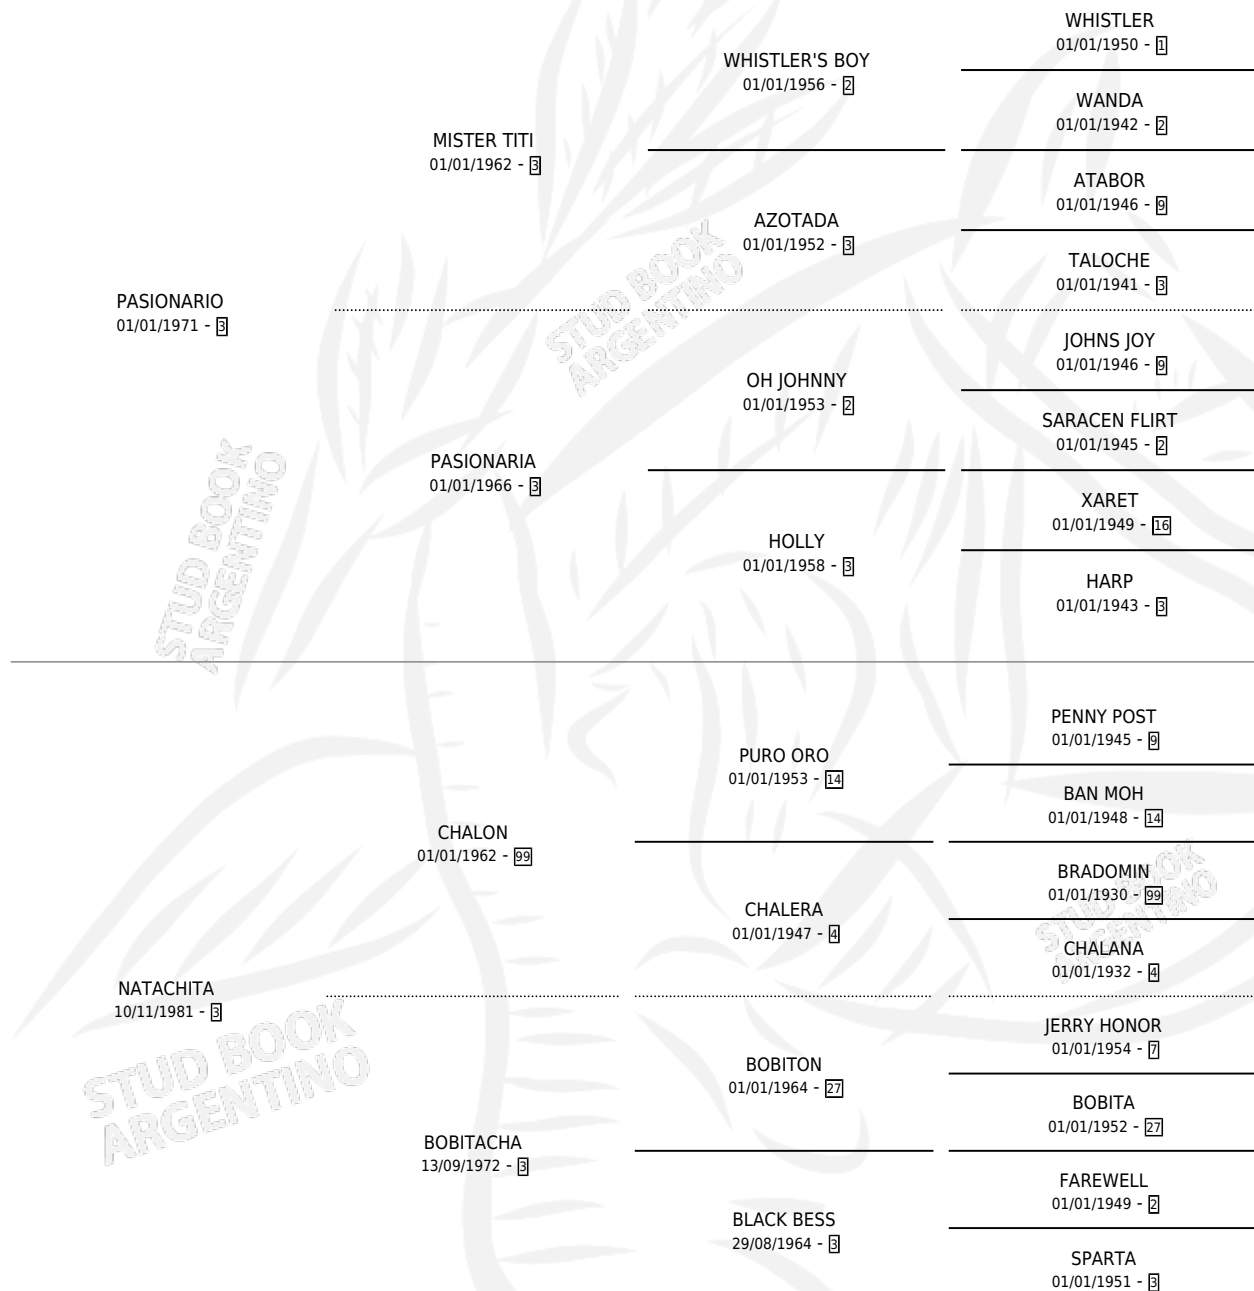 WHISTLER
01/01/1950 - 1
WHISTLER'S BOY
01/01/1956 - 2
WANDA
01/01/1942 - 2
MISTER TITI
01/01/1962 - 3
ATABOR
01/01/1946 - 9
AZOTADA
01/01/1952 - 3
TALOCHE
01/01/1941 - 3
PASIONARIO
01/01/1971 - 3
JOHNS JOY
01/01/1946 - 9
OH JOHNNY
01/01/1953 - 2
SARACEN FLIRT
01/01/1945 - 2
PASIONARIA
01/01/1966 - 3
XARET
01/01/1949 - 16
HOLLY
01/01/1958 - 3
HARP
01/01/1943 - 3
PENNY POST
01/01/1945 - 9
PURO ORO
01/01/1953 - 14
BAN MOH
01/01/1948 - 14
CHALON
01/01/1962 - 99
BRADOMIN
01/01/1930 - 99
CHALERA
01/01/1947 - 4
CHALANA
01/01/1932 - 4
NATACHITA
10/11/1981 - 3
JERRY HONOR
01/01/1954 - 7
BOBITON
01/01/1964 - 27
BOBITA
01/01/1952 - 27
BOBITACHA
13/09/1972 - 3
FAREWELL
01/01/1949 - 2
BLACK BESS
29/08/1964 - 3
SPARTA
01/01/1951 - 3
STUD BOOK
ARGENTINO
STUD BOOK
ARGENTINO
STUD BOOK
ARGENTINO
STUD BOOK
ARGENTINO